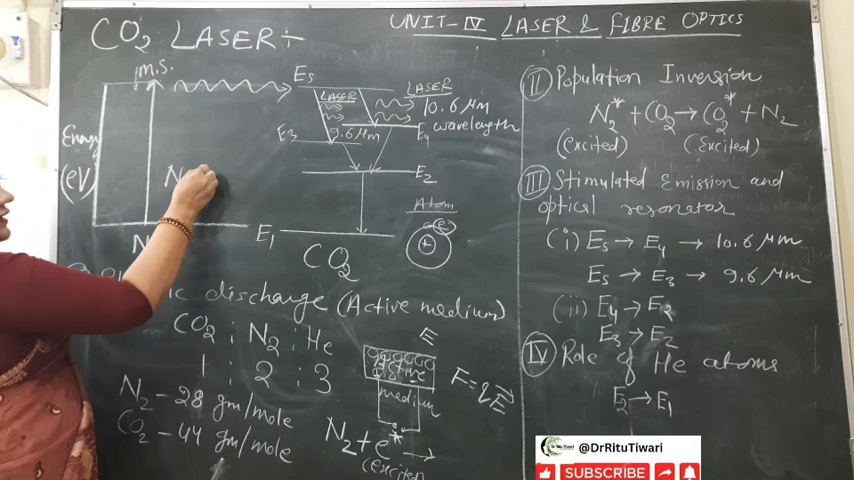 UNIT-IV LASER & FIBRE OPTICS
CO2 LASER:-
m.s.
E5
LASER
LASER
10.6 μm
wavelength
E4
E3
9.6 μm
Energy
(eV)
E2
N
N
E1
CO2
Atom
e
+
ic discharge (Active medium)
CO2 : N2 : He
1 : 2 : 3
N2 - 28 gm/mole
CO2 - 44 gm/mole
E
Active
medium
F = qE
N2 + e* →
(excited)
II Population Inversion
N2* + CO2 → CO2* + N2
(excited) (Excited)
III Stimulated Emission and
optical resonator
(i) E5 → E4 → 10.6 μm
E5 → E3 → 9.6 μm
(ii) E4 → E2
E3 → E2
IV Role of He atoms
E2 → E1
@DrRituTiwari
SUBSCRIBE